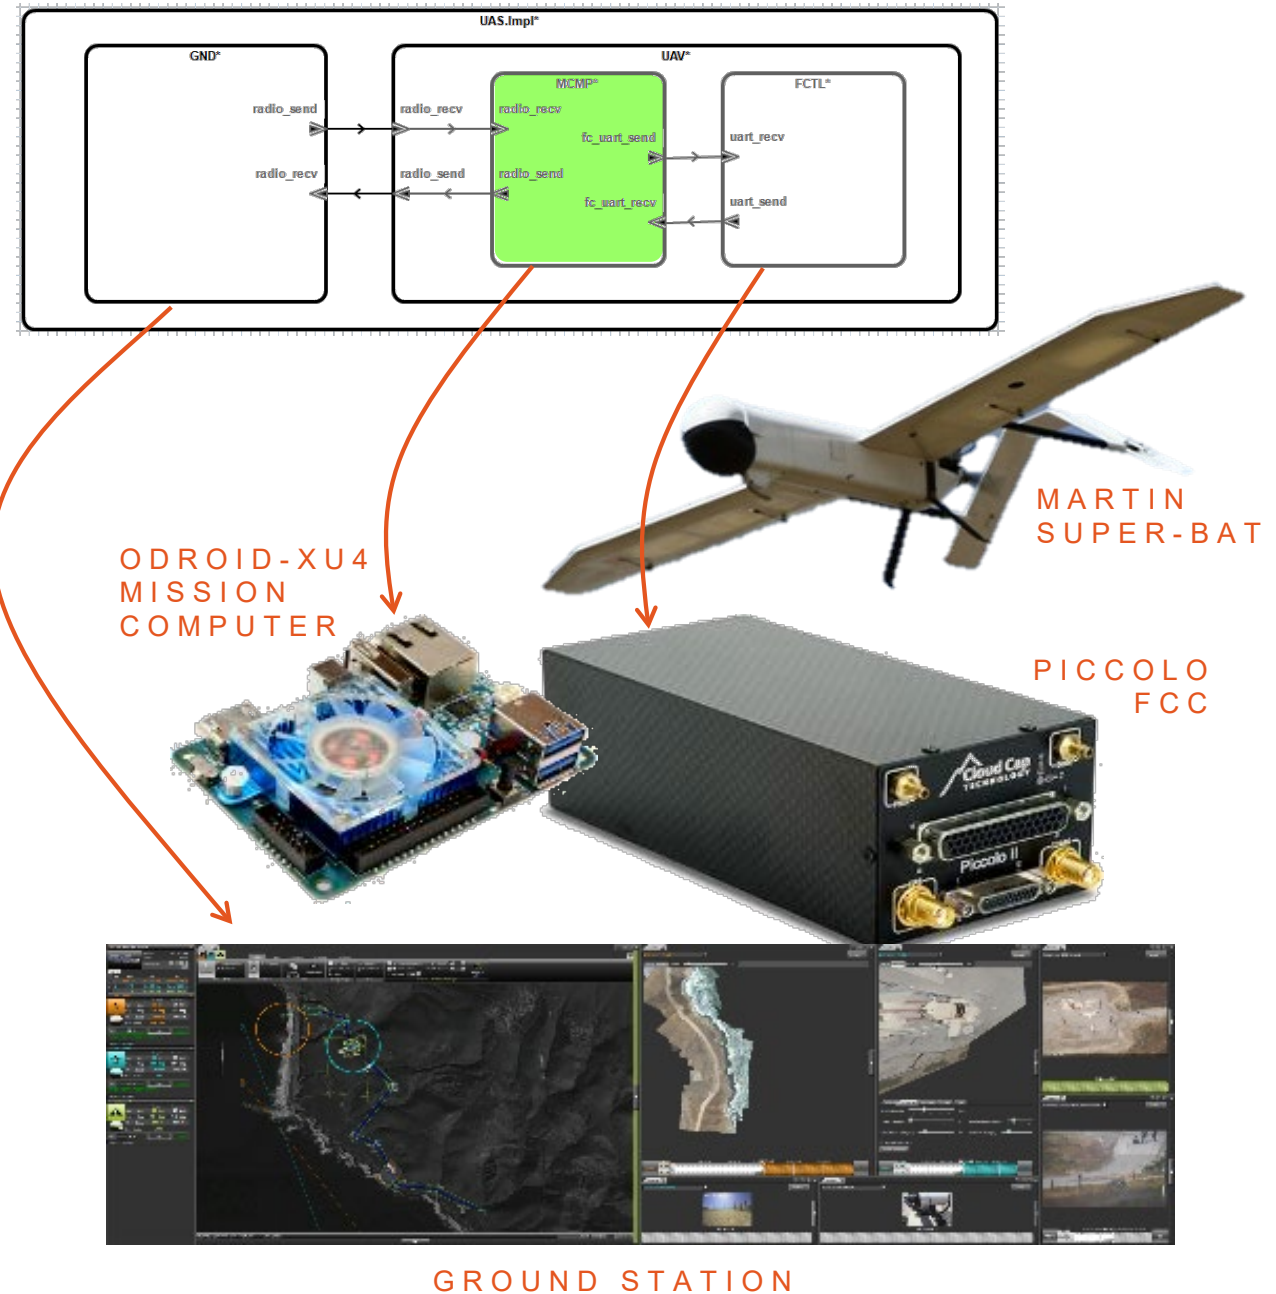 UAS.Impl*
GND*
UAV*
MCMP*
FCTL*
radio_send
radio_recv
radio_recv
fc_uart_send
uart_recv
radio_recv
radio_send
radio_send
fc_uart_recv
uart_send
MARTIN
SUPER-BAT
ODROID-XU4
MISSION
COMPUTER
PICCOLO
FCC
Cloud Cap
TECHNOLOGY
Piccolo II
GROUND STATION